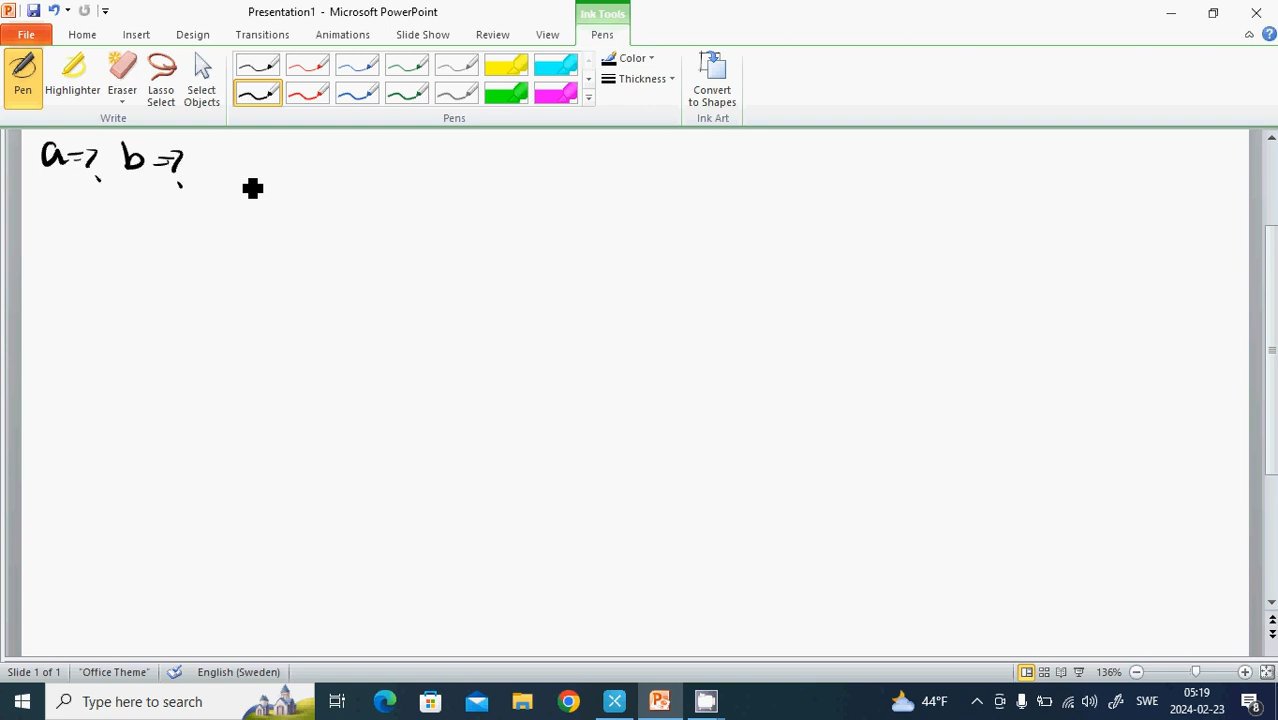 Presentation1 - Microsoft PowerPoint
Ink Tools
File Home Insert Design Transitions Animations Slide Show Review View Pens
Pen Highlighter Eraser Lasso Select Select Objects
Color
Thickness
Convert to Shapes
Write Pens Ink Art
a=? b=?
Slide 1 of 1 "Office Theme" English (Sweden) 136%
Type here to search
44°F SWE 05:19
2024-02-23
8